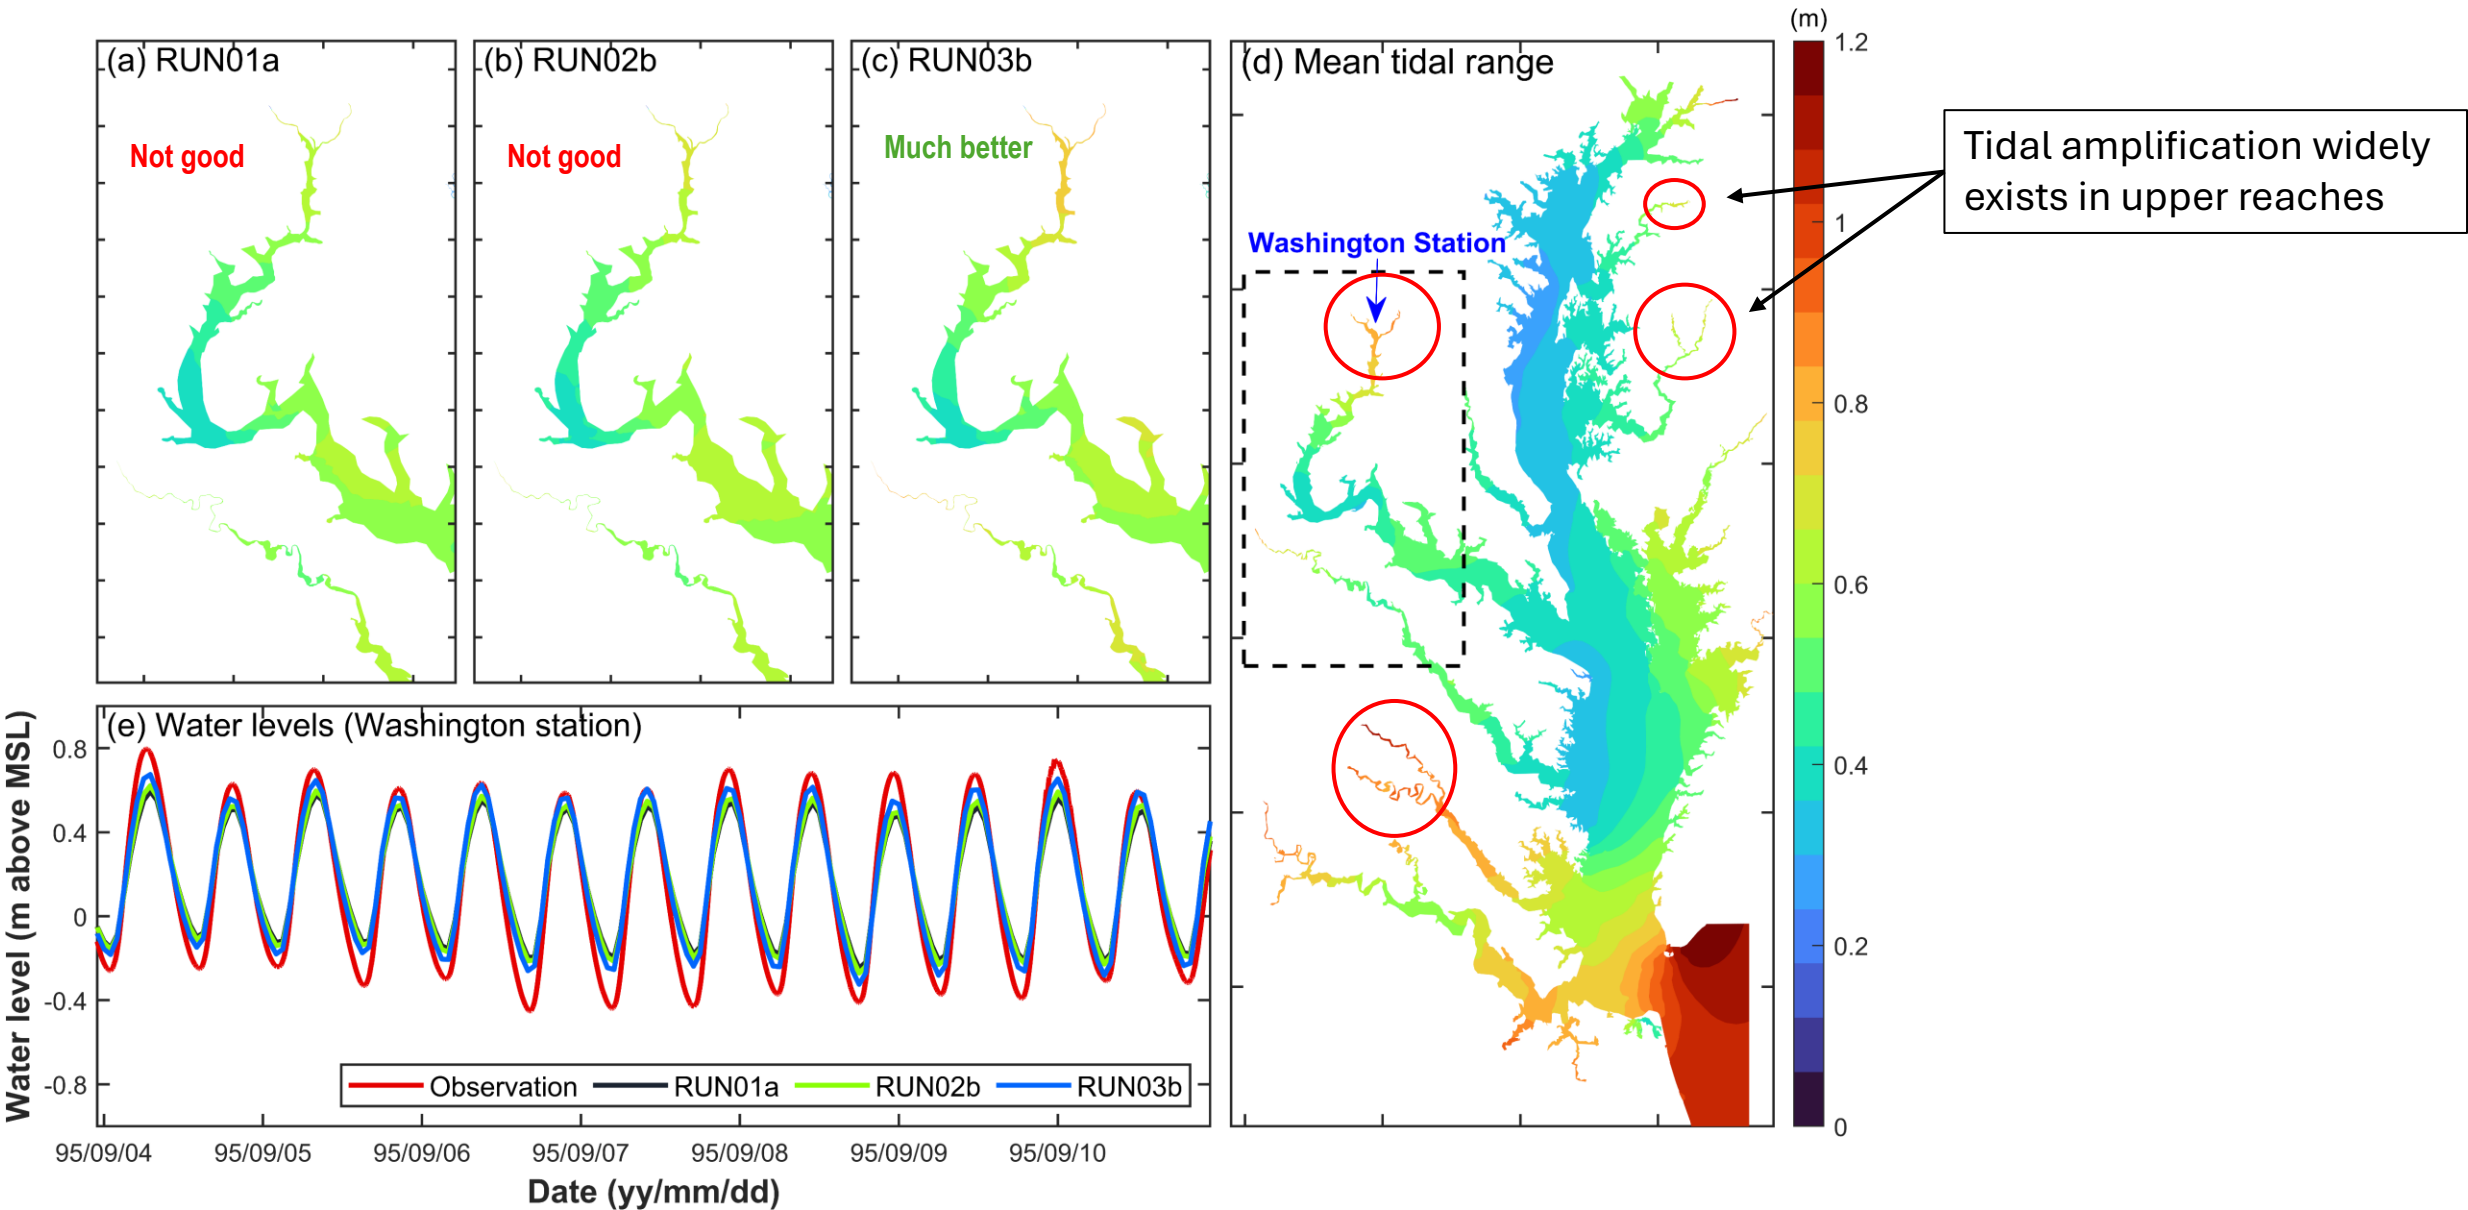 (a) RUN01a
Not good
(b) RUN02b
Not good
(c) RUN03b
Much better
(d) Mean tidal range
Washington Station
(m)
1.2
1
0.8
0.6
0.4
0.2
0
Tidal amplification widely
exists in upper reaches
(e) Water levels (Washington station)
Water level (m above MSL)
0.8
0.4
0
-0.4
-0.8
Observation RUN01a RUN02b RUN03b
95/09/04 95/09/05 95/09/06 95/09/07 95/09/08 95/09/09 95/09/10
Date (yy/mm/dd)